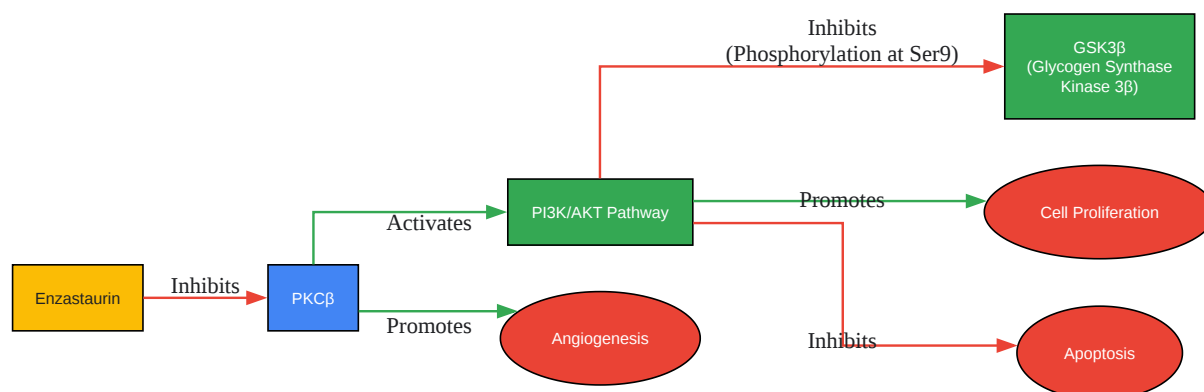 Inhibits
(Phosphorylation at Ser9)
GSK3β
(Glycogen Synthase
Kinase 3β)
PI3K/AKT Pathway
Promotes
Cell Proliferation
Activates
Enzastaurin
Inhibits
PKCβ
Promotes
Angiogenesis
Inhibits
Apoptosis